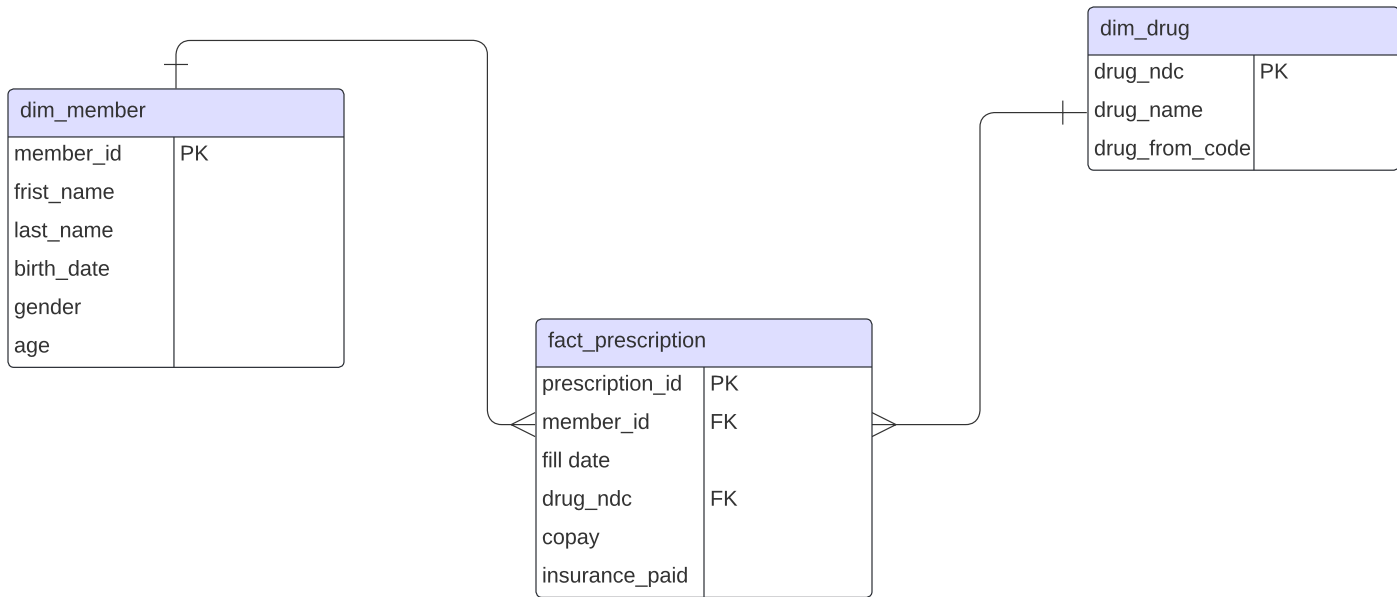 dim_member
member_id PK
frist_name
last_name
birth_date
gender
age
dim_drug
drug_ndc PK
drug_name
drug_from_code
fact_prescription
prescription_id PK
member_id FK
fill date
drug_ndc FK
copay
insurance_paid